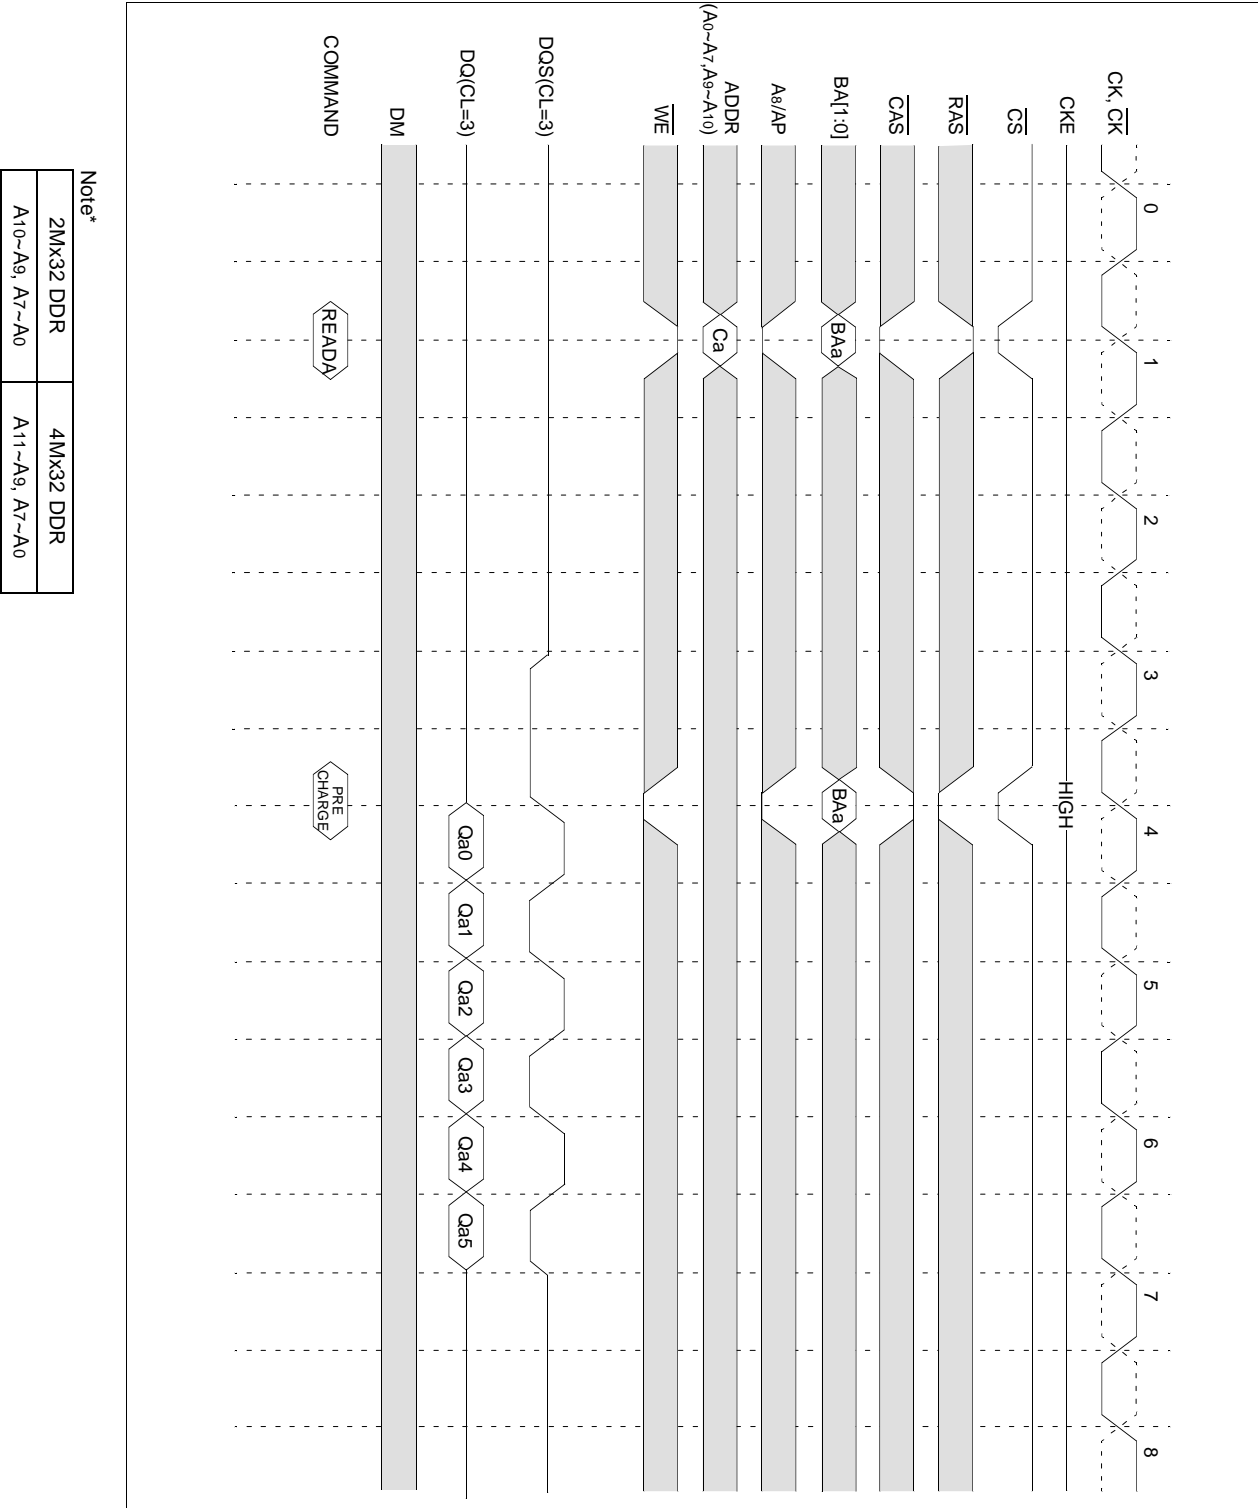 0 1 2 3 4 5 6 7 8
CK, CK
CKE HIGH
CS
RAS
CAS
BA[1:0] BAa BAa
A8/AP
ADDR
(A0~A7,A9~A10) Ca
WE
DQS(CL=3)
DQ(CL=3) Qa0 Qa1 Qa2 Qa3 Qa4 Qa5
DM
COMMAND READA PRE
CHARGE
Note*
2Mx32 DDR 4Mx32 DDR
A10~A9, A7~A0 A11~A9, A7~A0